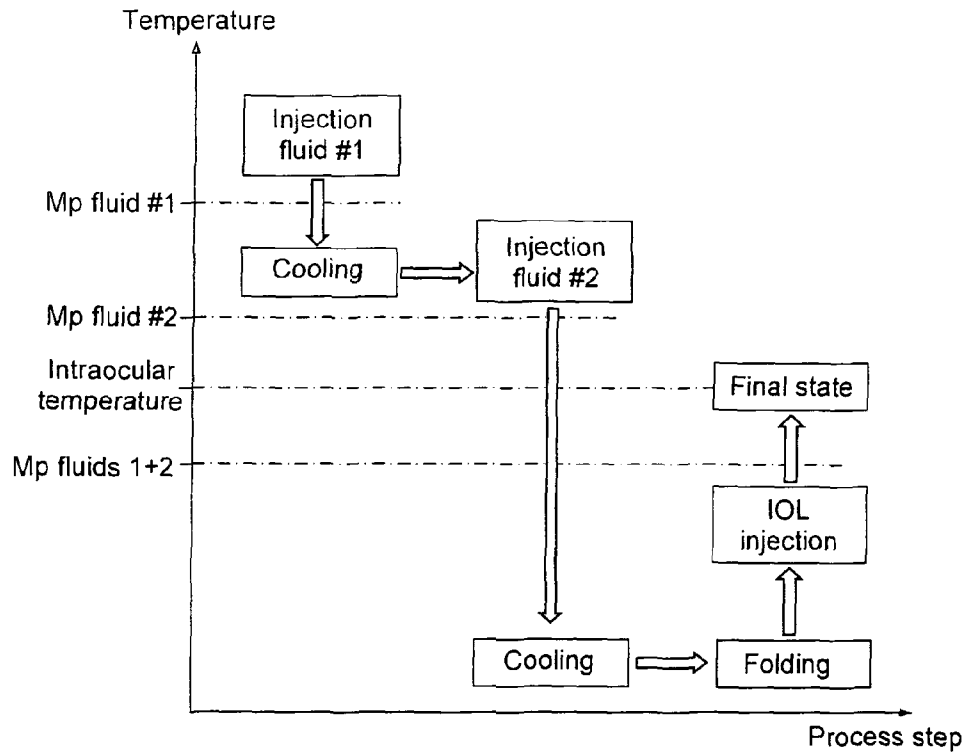 Temperature
Injection
fluid #1
Mp fluid #1
Cooling
Injection
fluid #2
Mp fluid #2
Intraocular
temperature
Final state
Mp fluids 1+2
IOL
injection
Cooling
Folding
Process step